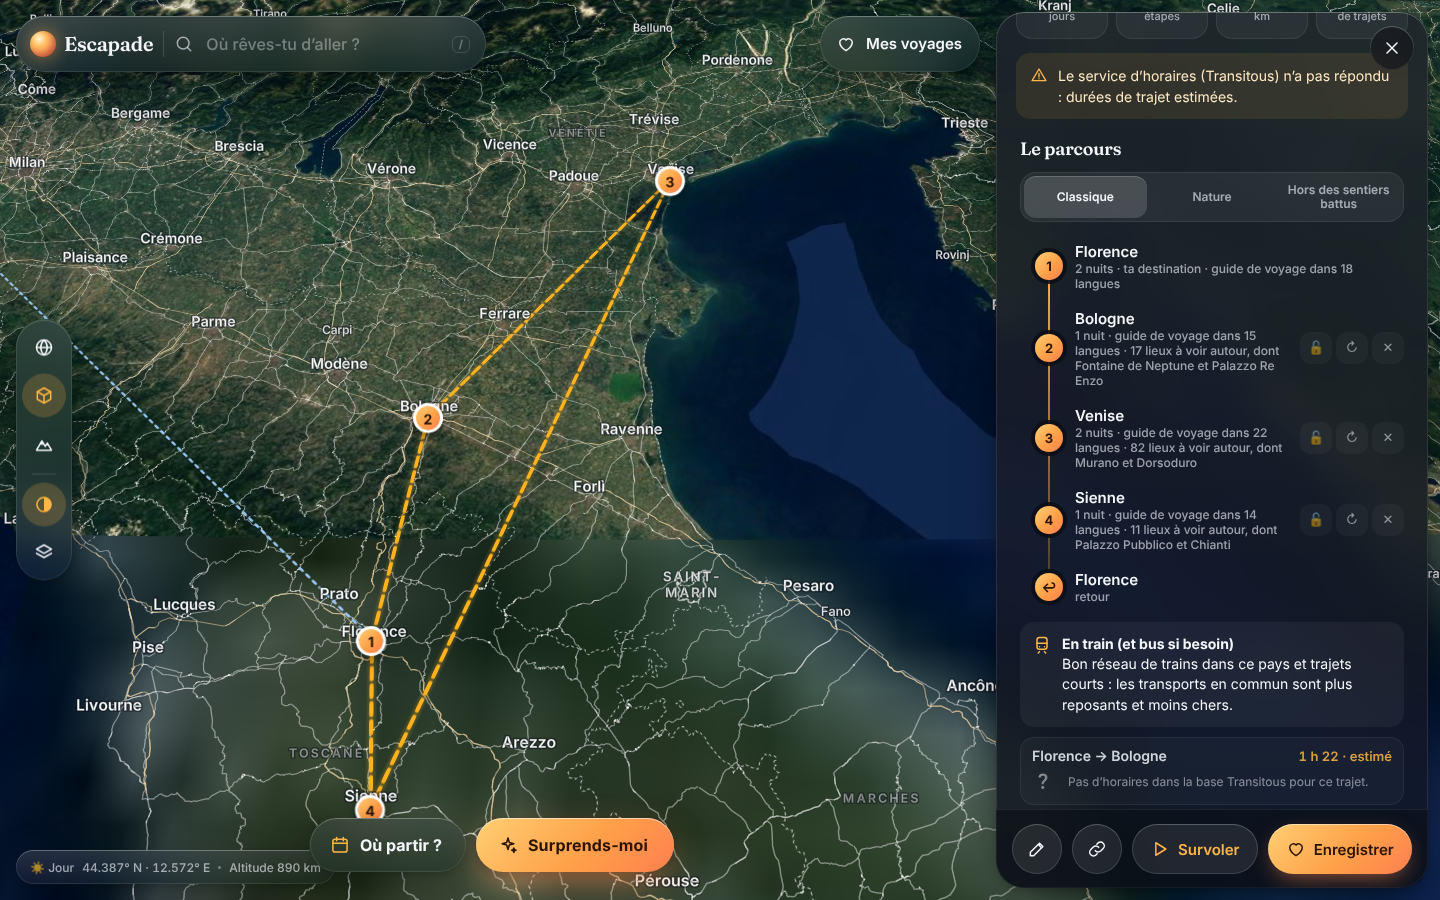 Escapade
Où rêves-tu d’aller ?
/
Mes voyages
jours
étapes
km
de trajets
Le service d’horaires (Transitous) n’a pas répondu
: durées de trajet estimées.
Le parcours
Classique
Nature
Hors des sentiers
battus
1
Florence
2 nuits · ta destination · guide de voyage dans 18
langues
2
Bologne
1 nuit · guide de voyage dans 15
langues · 17 lieux à voir autour, dont
Fontaine de Neptune et Palazzo Re
Enzo
3
Venise
2 nuits · guide de voyage dans 22
langues · 82 lieux à voir autour, dont
Murano et Dorsoduro
4
Sienne
1 nuit · guide de voyage dans 14
langues · 11 lieux à voir autour, dont
Palazzo Pubblico et Chianti
Florence
retour
En train (et bus si besoin)
Bon réseau de trains dans ce pays et trajets
courts : les transports en commun sont plus
reposants et moins chers.
Florence → Bologne
1 h 22 · estimé
? Pas d’horaires dans la base Transitous pour ce trajet.
Survoler
Enregistrer
Tirano
Kranj
Celje
Belluno
Pordenone
Côme
Bergame
Trévise
Trieste
Brescia
VÉNÉTIE
Vicence
Milan
Vérone
Padoue
Venise
3
Crémone
Plaisance
Rovinj
Parme
Carpi
Ferrare
Modène
Bologne
2
Ravenne
Forlì
Prato
SAINT-
MARIN
Pesaro
Lucques
Fano
Florence
1
Pise
Livourne
Ancône
TOSCANE
Arezzo
Sienne
4
MARCHES
Pérouse
Où partir ?
Surprends-moi
Jour 44.387° N · 12.572° E • Altitude 890 km